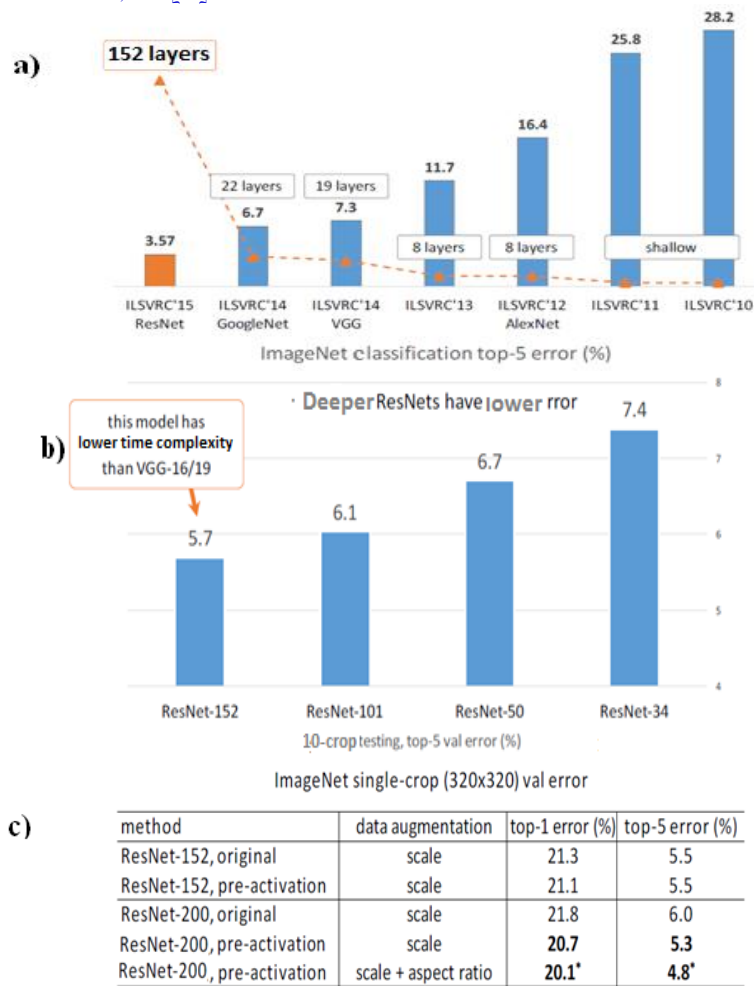 a)
152 layers
28.2
25.8
16.4
11.7
22 layers
19 layers
6.7
7.3
3.57
8 layers
8 layers
shallow
ILSVRC'15 ILSVRC'14 ILSVRC'14 ILSVRC'13 ILSVRC'12 ILSVRC'11 ILSVRC'10
ResNet GoogleNet VGG AlexNet
ImageNet classification top-5 error (%)
b)
· Deeper ResNets have lower rror
this model has
lower time complexity
than VGG-16/19
8
7.4
7
6.7
6.1
6
5.7
5
4
ResNet-152 ResNet-101 ResNet-50 ResNet-34
10-crop testing, top-5 val error (%)
ImageNet single-crop (320x320) val error
c)
method data augmentation top-1 error (%) top-5 error (%)
ResNet-152, original scale 21.3 5.5
ResNet-152, pre-activation scale 21.1 5.5
ResNet-200, original scale 21.8 6.0
ResNet-200, pre-activation scale 20.7 5.3
ResNet-200, pre-activation scale + aspect ratio 20.1* 4.8*